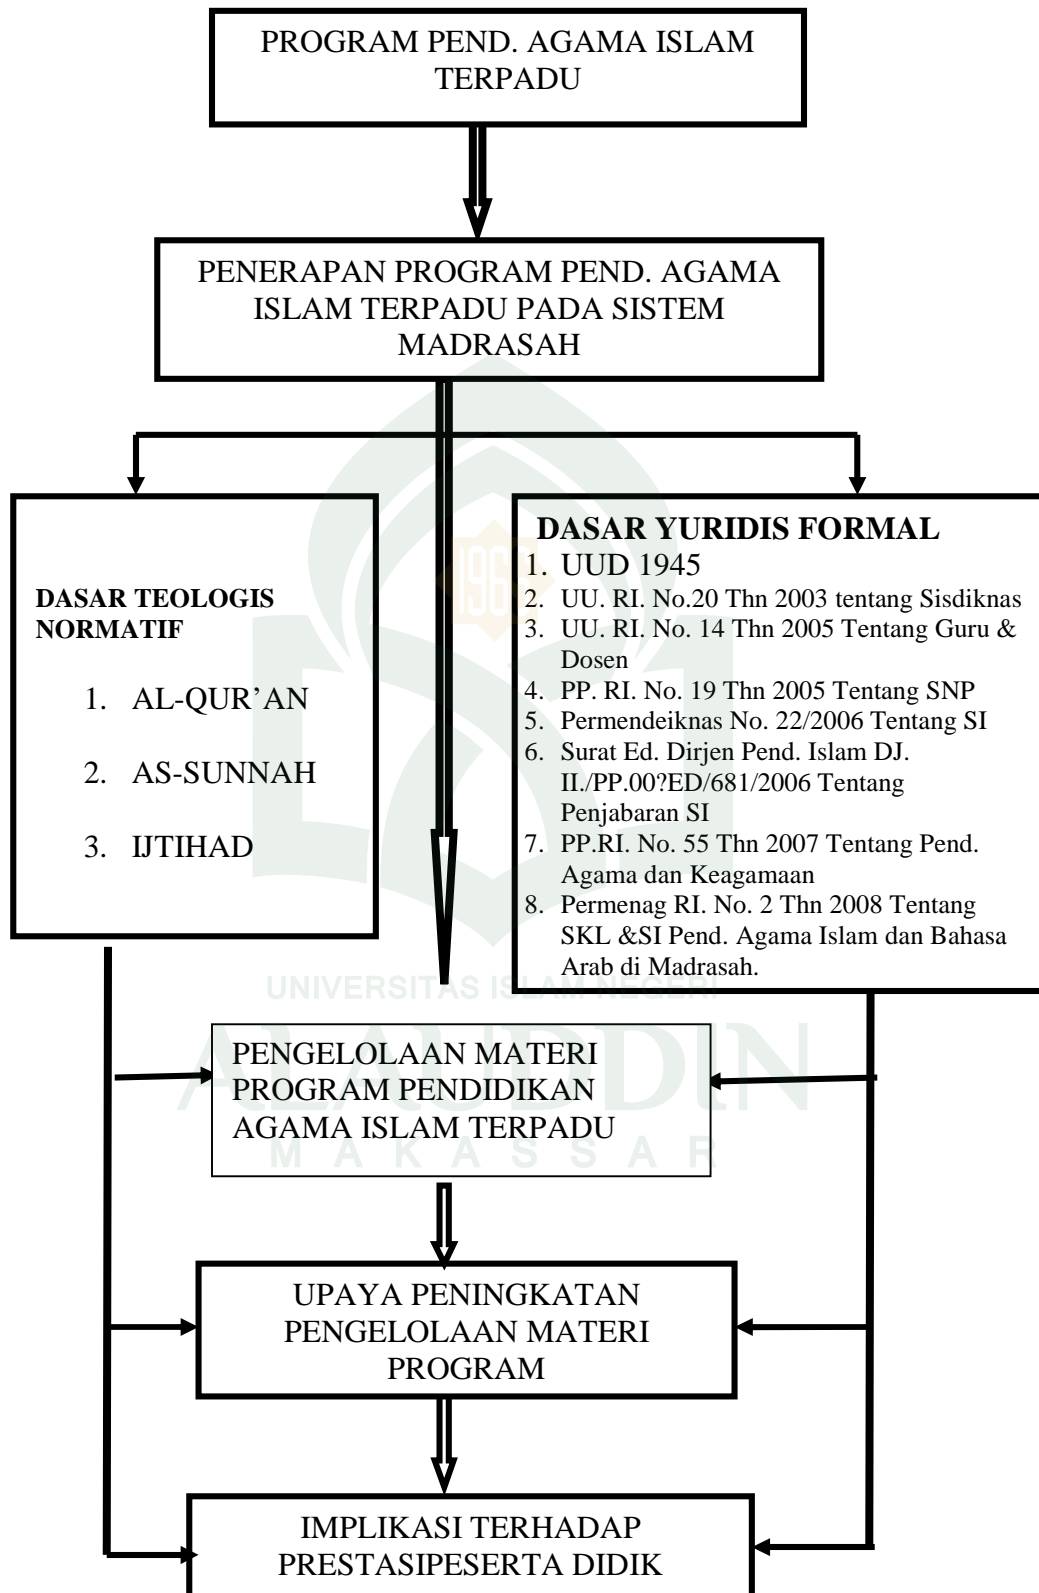 PROGRAM PEND. AGAMA ISLAM
TERPADU
PENERAPAN PROGRAM PEND. AGAMA
ISLAM TERPADU PADA SISTEM
MADRASAH
DASAR TEOLOGIS
NORMATIF
1. AL-QUR’AN
2. AS-SUNNAH
3. IJTIHAD
DASAR YURIDIS FORMAL
1. UUD 1945
2. UU. RI. No.20 Thn 2003 tentang Sisdiknas
3. UU. RI. No. 14 Thn 2005 Tentang Guru &
Dosen
4. PP. RI. No. 19 Thn 2005 Tentang SNP
5. Permendeiknas No. 22/2006 Tentang SI
6. Surat Ed. Dirjen Pend. Islam DJ.
II./PP.00?ED/681/2006 Tentang
Penjabaran SI
7. PP.RI. No. 55 Thn 2007 Tentang Pend.
Agama dan Keagamaan
8. Permenag RI. No. 2 Thn 2008 Tentang
SKL &SI Pend. Agama Islam dan Bahasa
Arab di Madrasah.
1965
UNIVERSITAS ISLAM NEGERI
ALAUDDIN
MAKASSAR
PENGELOLAAN MATERI
PROGRAM PENDIDIKAN
AGAMA ISLAM TERPADU
UPAYA PENINGKATAN
PENGELOLAAN MATERI
PROGRAM
IMPLIKASI TERHADAP
PRESTASIPESERTA DIDIK